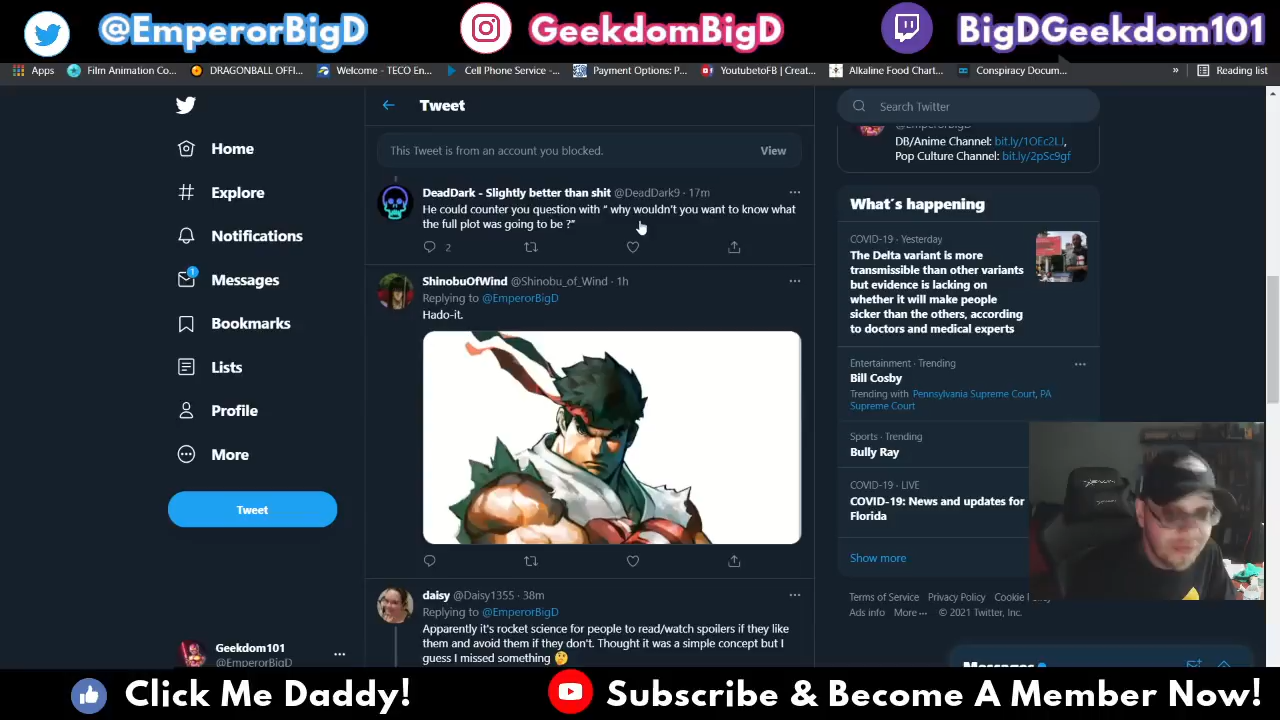 @EmperorBigD
GeekdomBigD
BigDGeekdom101
Apps
Film Animation Co...
DRAGONBALL OFFI...
Welcome - TECO En...
Cell Phone Service -...
Payment Options: P...
YoutubetoFB | Creat...
Alkaline Food Chart...
Conspiracy Docum...
»
Reading list
Home
Explore
Notifications
1
Messages
Bookmarks
Lists
Profile
More
Tweet
Geekdom101
@EmperorBigD
Tweet
This Tweet is from an account you blocked.
View
DeadDark - Slightly better than shit @DeadDark9 · 17m
He could counter you question with “ why wouldn't you want to know what
the full plot was going to be ?”
2
ShinobuOfWind @Shinobu_of_Wind · 1h
Replying to @EmperorBigD
Hado-it.
daisy @Daisy1355 · 38m
Replying to @EmperorBigD
Apparently it's rocket science for people to read/watch spoilers if they like
them and avoid them if they don't. Thought it was a simple concept but I
guess I missed something
Search Twitter
@EmperorBigD
DB/Anime Channel: bit.ly/1OEc2LJ,
Pop Culture Channel: bit.ly/2pSc9gf
What's happening
COVID-19 · Yesterday
The Delta variant is more
transmissible than other variants
but evidence is lacking on
whether it will make people
sicker than the others, according
to doctors and medical experts
Entertainment · Trending
Bill Cosby
Trending with Pennsylvania Supreme Court, PA
Supreme Court
Sports · Trending
Bully Ray
COVID-19 · LIVE
COVID-19: News and updates for
Florida
Show more
Terms of Service Privacy Policy Cookie
Ads info More··· © 2021 Twitter, Inc.
Messages
Click Me Daddy!
Subscribe & Become A Member Now!